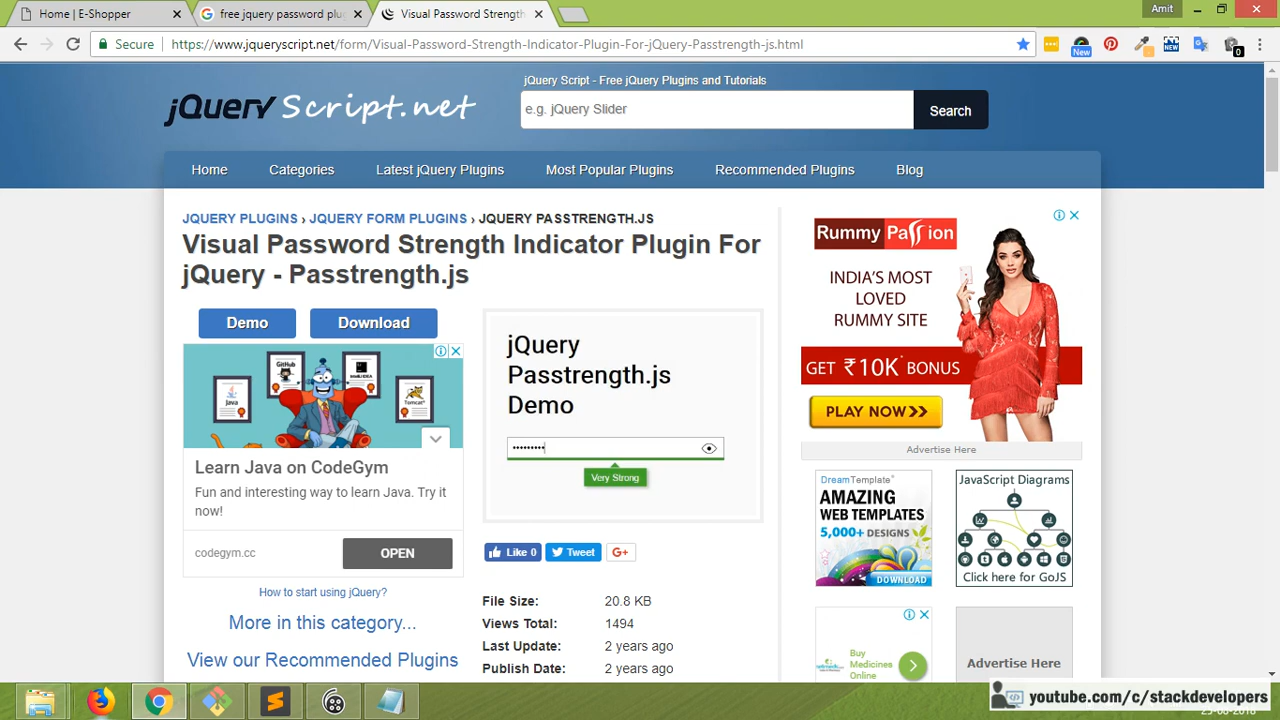 Home | E-Shopper
free jquery password plu
Visual Password Strength
Amit
Secure
https://www.jqueryscript.net/form/Visual-Password-Strength-Indicator-Plugin-For-jQuery-Passtrength-js.html
New
NEW
0
jQuery Script.net
jQuery Script - Free jQuery Plugins and Tutorials
e.g. jQuery Slider
Search
Home
Categories
Latest jQuery Plugins
Most Popular Plugins
Recommended Plugins
Blog
JQUERY PLUGINS › JQUERY FORM PLUGINS › JQUERY PASSTRENGTH.JS
Visual Password Strength Indicator Plugin For
jQuery - Passtrength.js
Demo
Download
GitHub
Java
Tomcat
Learn Java on CodeGym
Fun and interesting way to learn Java. Try it
now!
codegym.cc
OPEN
How to start using jQuery?
More in this category...
View our Recommended Plugins
jQuery
Passtrength.js
Demo
•••••••••
Very Strong
Like 0
Tweet
G+
File Size: 20.8 KB
Views Total: 1494
Last Update: 2 years ago
Publish Date: 2 years ago
Rummy Passion
INDIA'S MOST
LOVED
RUMMY SITE
GET ₹10K* BONUS
PLAY NOW
Advertise Here
DreamTemplate
AMAZING
WEB TEMPLATES
5,000+ DESIGNS
DOWNLOAD
JavaScript Diagrams
Click here for GoJS
Buy
Medicines
Online
Advertise Here
youtube.com/c/stackdevelopers